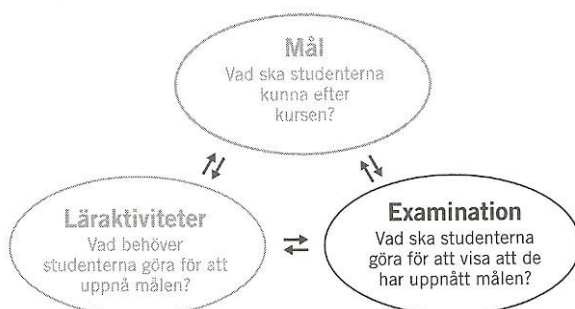 Mål
Vad ska studenterna
kunna efter
kursen?
Läraktiviteter
Vad behöver
studenterna göra för att
uppnå målen?
Examination
Vad ska studenterna
göra för att visa att de
har uppnått målen?